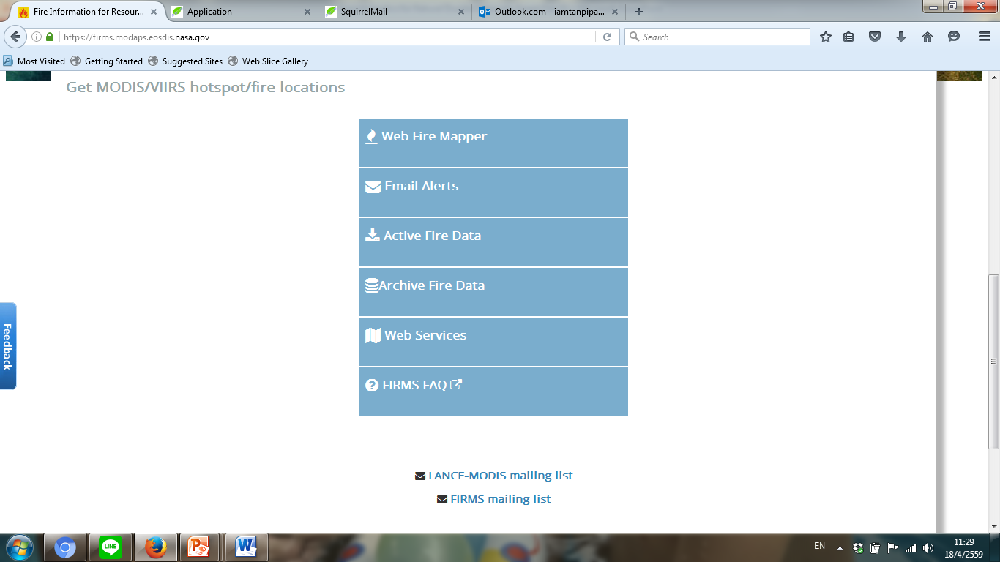 Fire Information for Resour...
Application
SquirrelMail
Outlook.com - iamtanpipa...
https://firms.modaps.eosdis.nasa.gov
Search
Most Visited
Getting Started
Suggested Sites
Web Slice Gallery
Get MODIS/VIIRS hotspot/fire locations
Web Fire Mapper
Email Alerts
Active Fire Data
Archive Fire Data
Web Services
FIRMS FAQ
Feedback
LANCE-MODIS mailing list
FIRMS mailing list
LINE
EN
11:29
18/4/2559